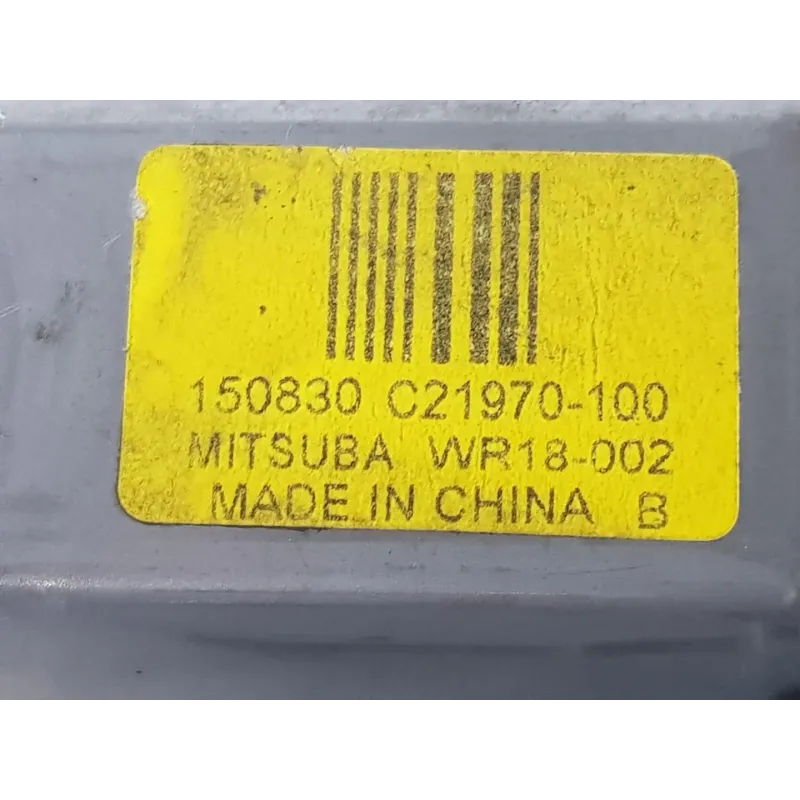 150830 C21970-100
MITSUBA WR18-002
MADE IN CHINA B